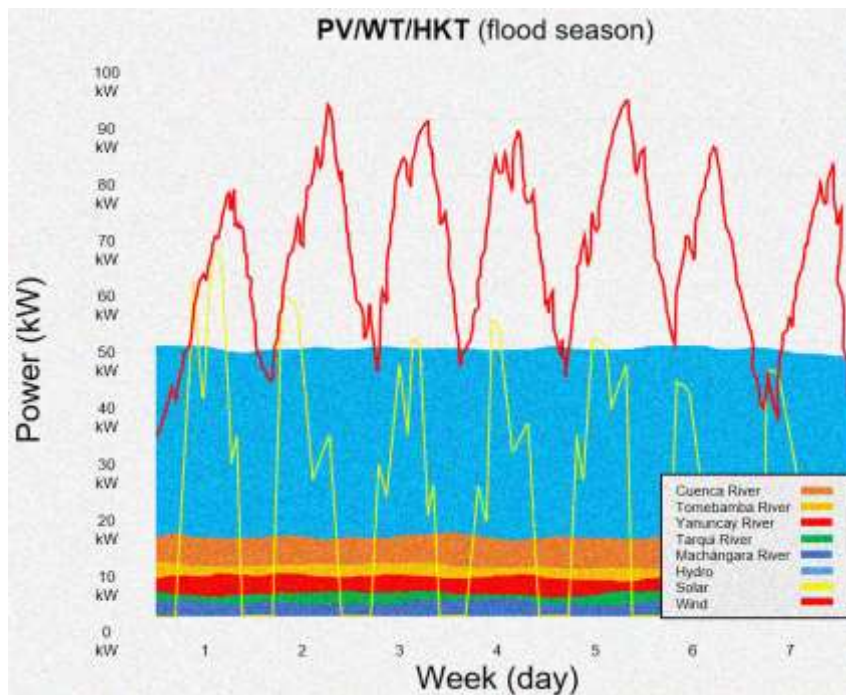 PV/WT/HKT (flood season)
Power (kW)
100
kW
90
kW
80
kW
70
kW
60
kW
50
kW
40
kW
30
kW
20
kW
10
kW
0
kW
1 2 3 4 5 6 7
Week (day)
Cuenca River
Tomebamba River
Yanuncay River
Tarqui River
Machángara River
Hydro
Solar
Wind